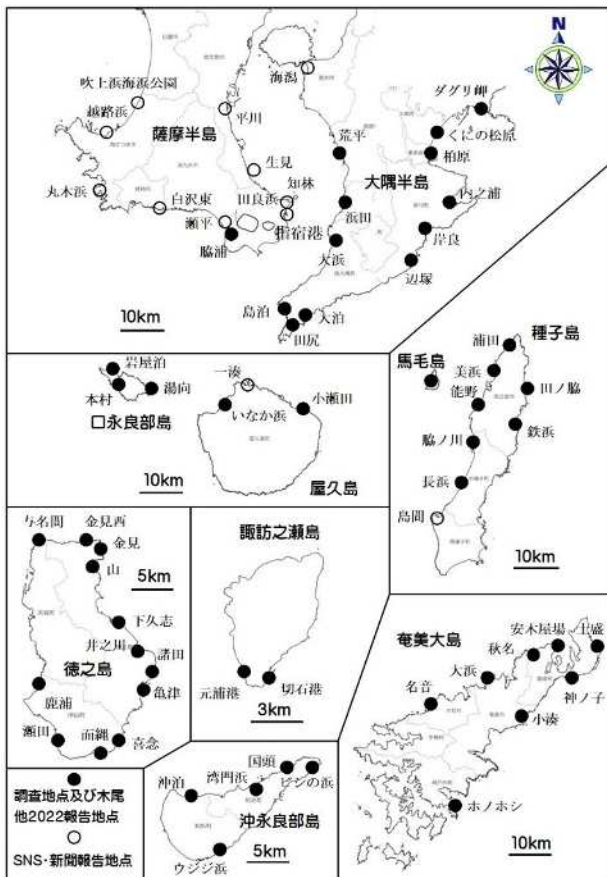 N
海潟
ダグリ岬
吹上浜海浜公園
越路浜
平川
薩摩半島
荒平
くにの松原
柏原
生見
大隅半島
丸木浜
白沢東
田良浜
知林
内之浦
瀬平
指宿港
浜田
岸良
脇浦
大浜
辺塚
島泊
大泊
田尻
10km
岩屋泊
本村
湯向
口永良部島
一湊
いなか浜
小瀬田
屋久島
10km
種子島
浦田
馬毛島
美浜
能野
田ノ脇
鉄浜
脇ノ川
長浜
島間
10km
与名間
金見西
金見
山
5km
下久志
井之川
諸田
徳之島
亀津
鹿浦
瀬田
面縄
喜念
諏訪之瀬島
元浦港
切石港
3km
奄美大島
安木屋場
土盛
秋名
大浜
神ノ子
名音
小湊
ホノホシ
10km
国頭
湾門浜
沖泊
沖永良部島
ウジジ浜
5km
調査地点及び木尾
他2022報告地点
SNS・新聞報告地点